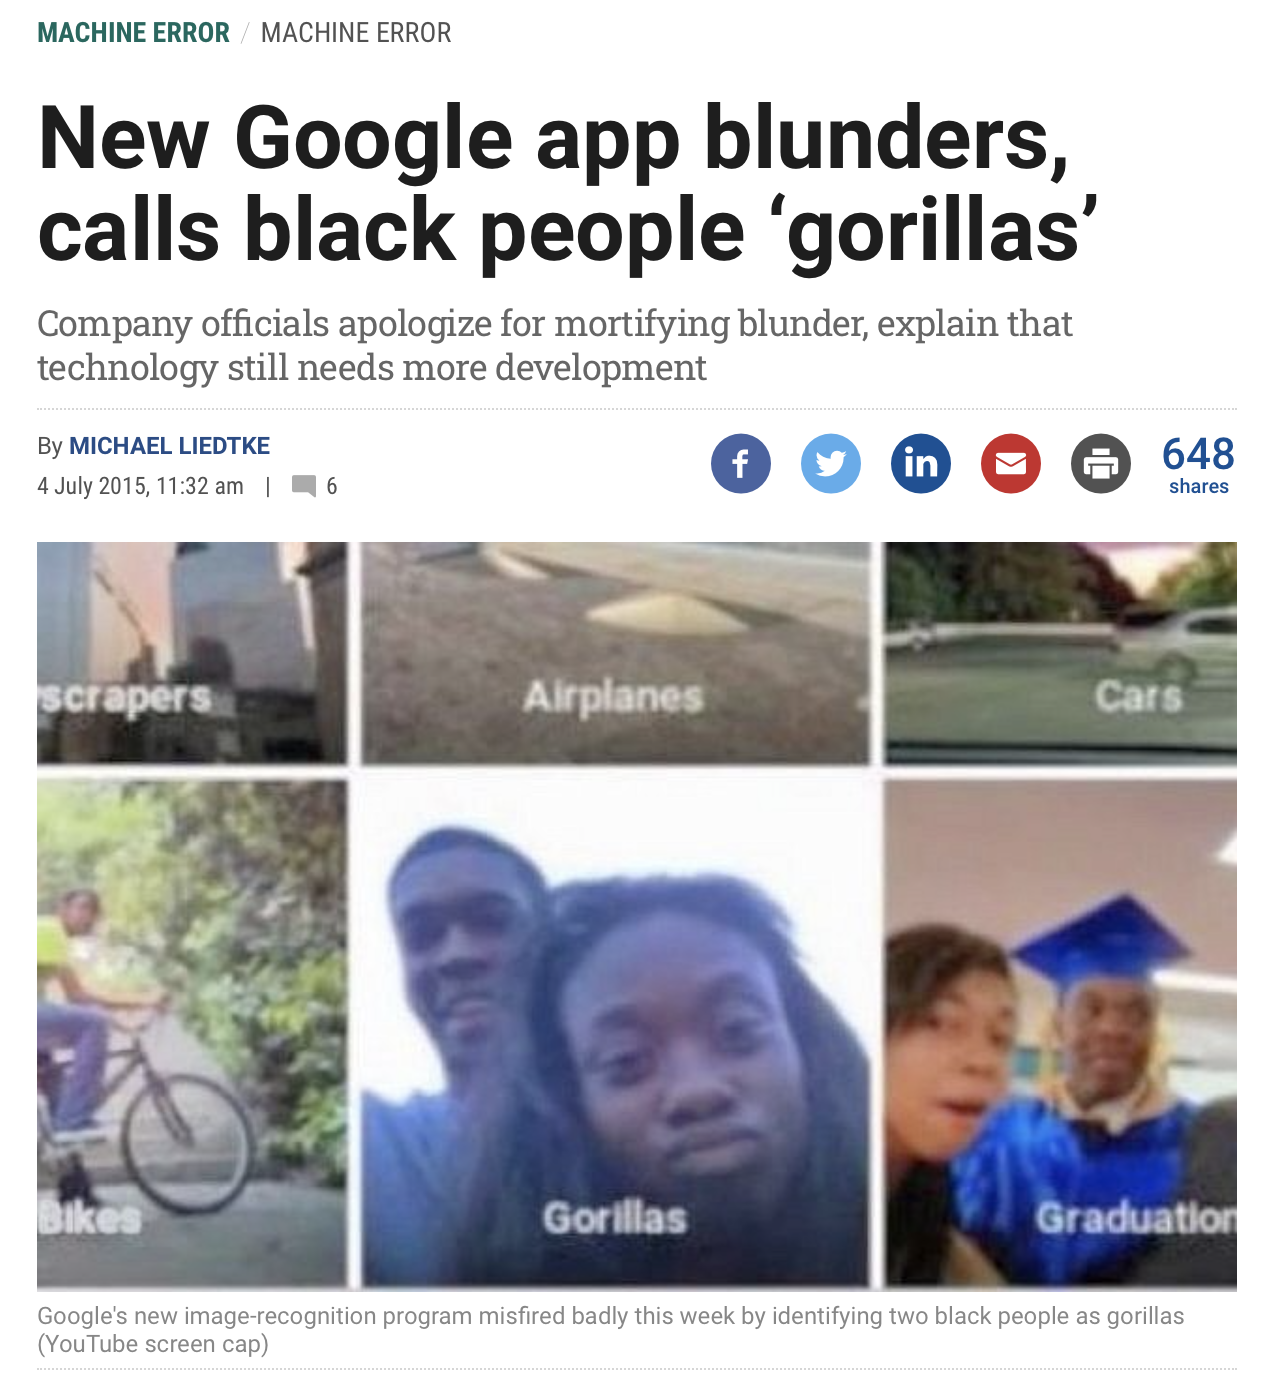 MACHINE ERROR / MACHINE ERROR
New Google app blunders,
calls black people ‘gorillas’
Company officials apologize for mortifying blunder, explain that
technology still needs more development
By MICHAEL LIEDTKE
4 July 2015, 11:32 am | 6
f
in
648
shares
scrapers
Airplanes
Cars
Bikes
Gorillas
Graduation
Google's new image-recognition program misfired badly this week by identifying two black people as gorillas
(YouTube screen cap)